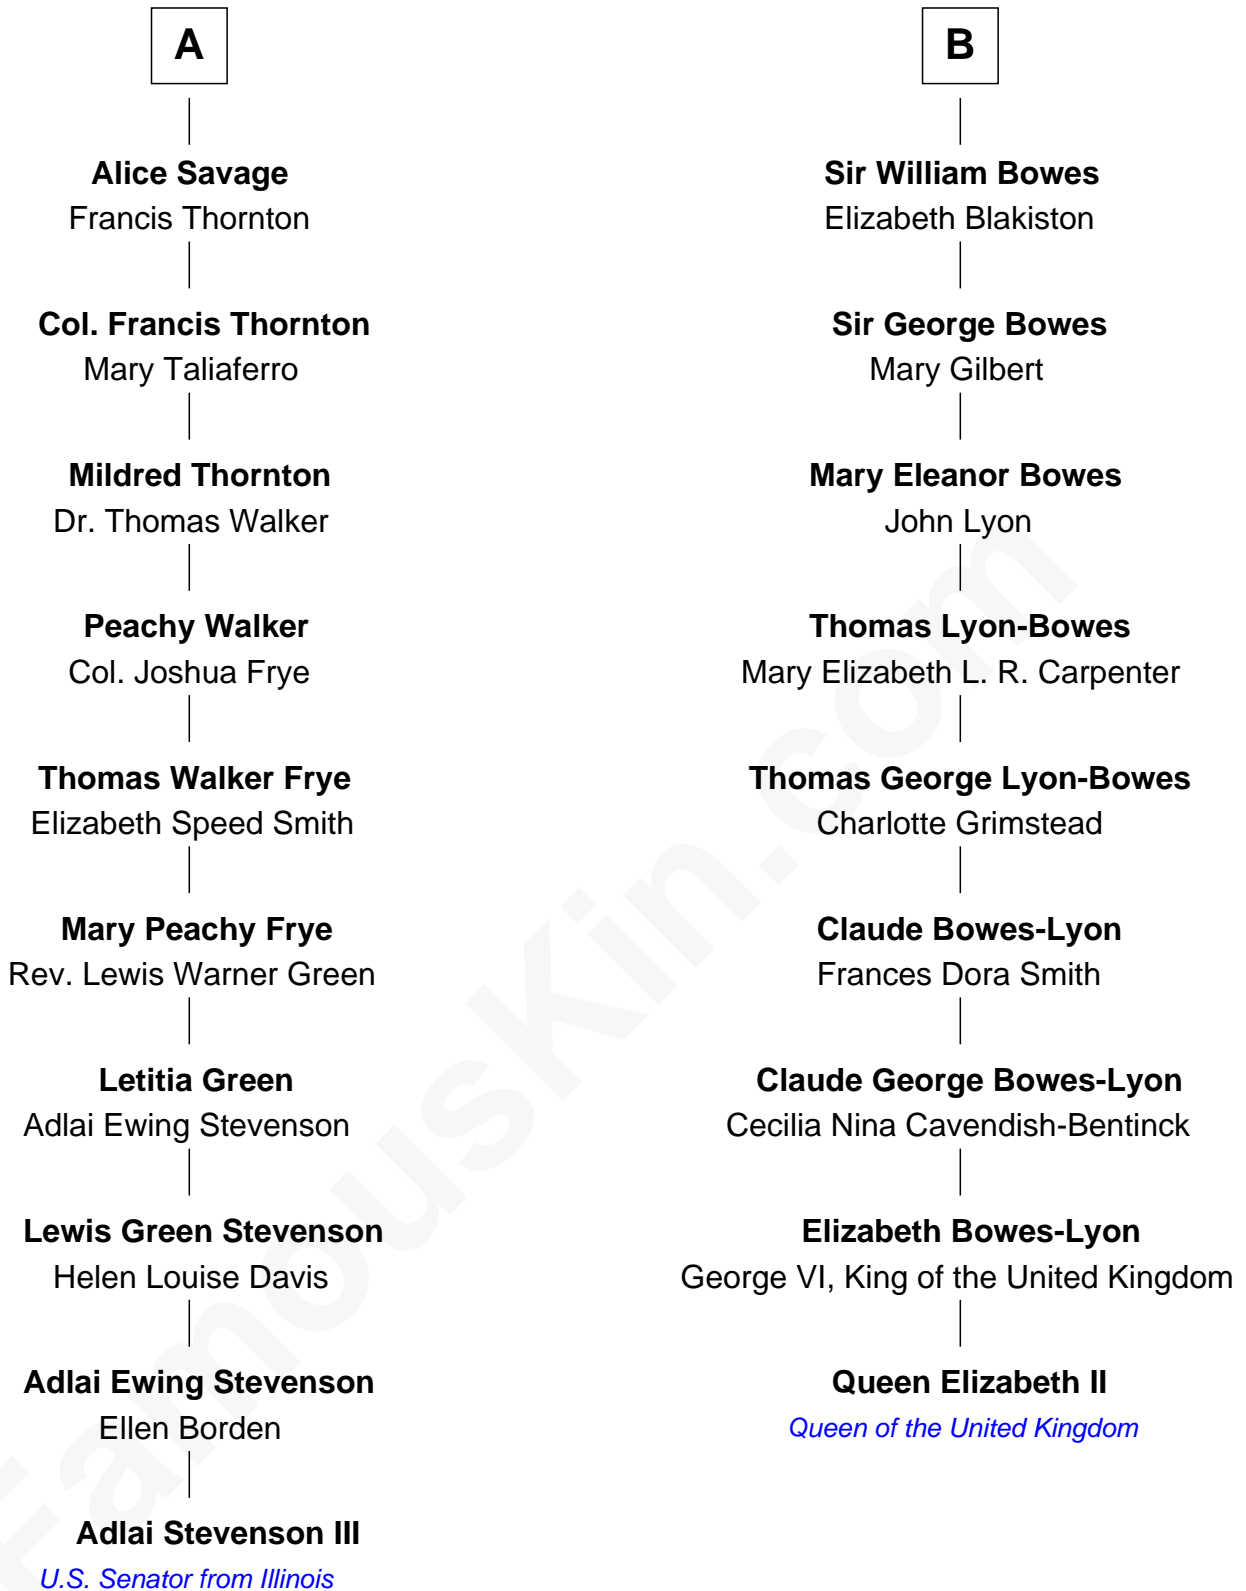 A
Alice Savage
Francis Thornton
Col. Francis Thornton
Mary Taliaferro
Mildred Thornton
Dr. Thomas Walker
Peachy Walker
Col. Joshua Frye
Thomas Walker Frye
Elizabeth Speed Smith
Mary Peachy Frye
Rev. Lewis Warner Green
Letitia Green
Adlai Ewing Stevenson
Lewis Green Stevenson
Helen Louise Davis
Adlai Ewing Stevenson
Ellen Borden
Adlai Stevenson III
U.S. Senator from Illinois
B
Sir William Bowes
Elizabeth Blakiston
Sir George Bowes
Mary Gilbert
Mary Eleanor Bowes
John Lyon
Thomas Lyon-Bowes
Mary Elizabeth L. R. Carpenter
Thomas George Lyon-Bowes
Charlotte Grimstead
Claude Bowes-Lyon
Frances Dora Smith
Claude George Bowes-Lyon
Cecilia Nina Cavendish-Bentinck
Elizabeth Bowes-Lyon
George VI, King of the United Kingdom
Queen Elizabeth II
Queen of the United Kingdom
FamousKin.com